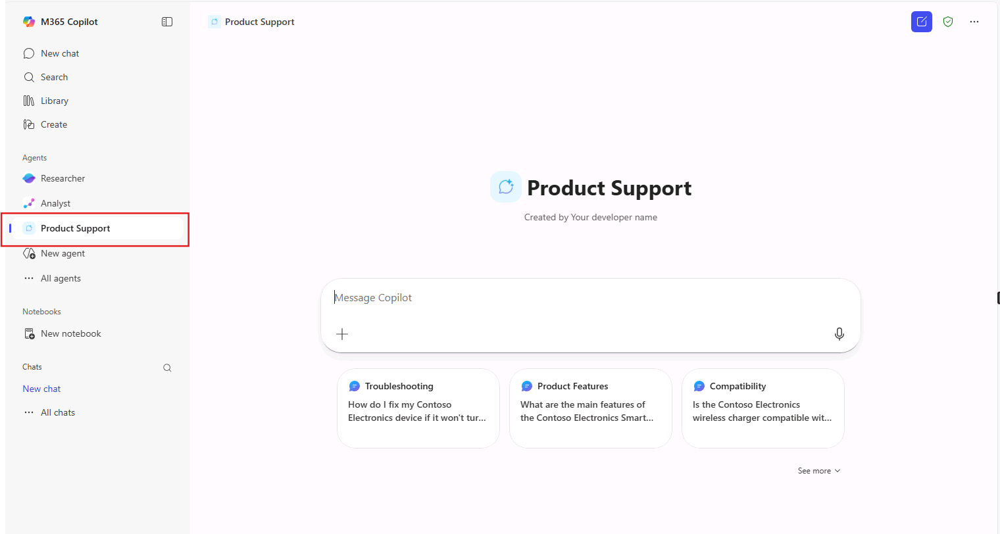 M365 Copilot
New chat
Search
Library
Create
Agents
Researcher
Analyst
Product Support
New agent
All agents
Notebooks
New notebook
Chats
New chat
All chats
Product Support
Product Support
Created by Your developer name
Message Copilot
Troubleshooting
How do I fix my Contoso
Electronics device if it won't tur...
Product Features
What are the main features of
the Contoso Electronics Smart...
Compatibility
Is the Contoso Electronics
wireless charger compatible wit...
See more